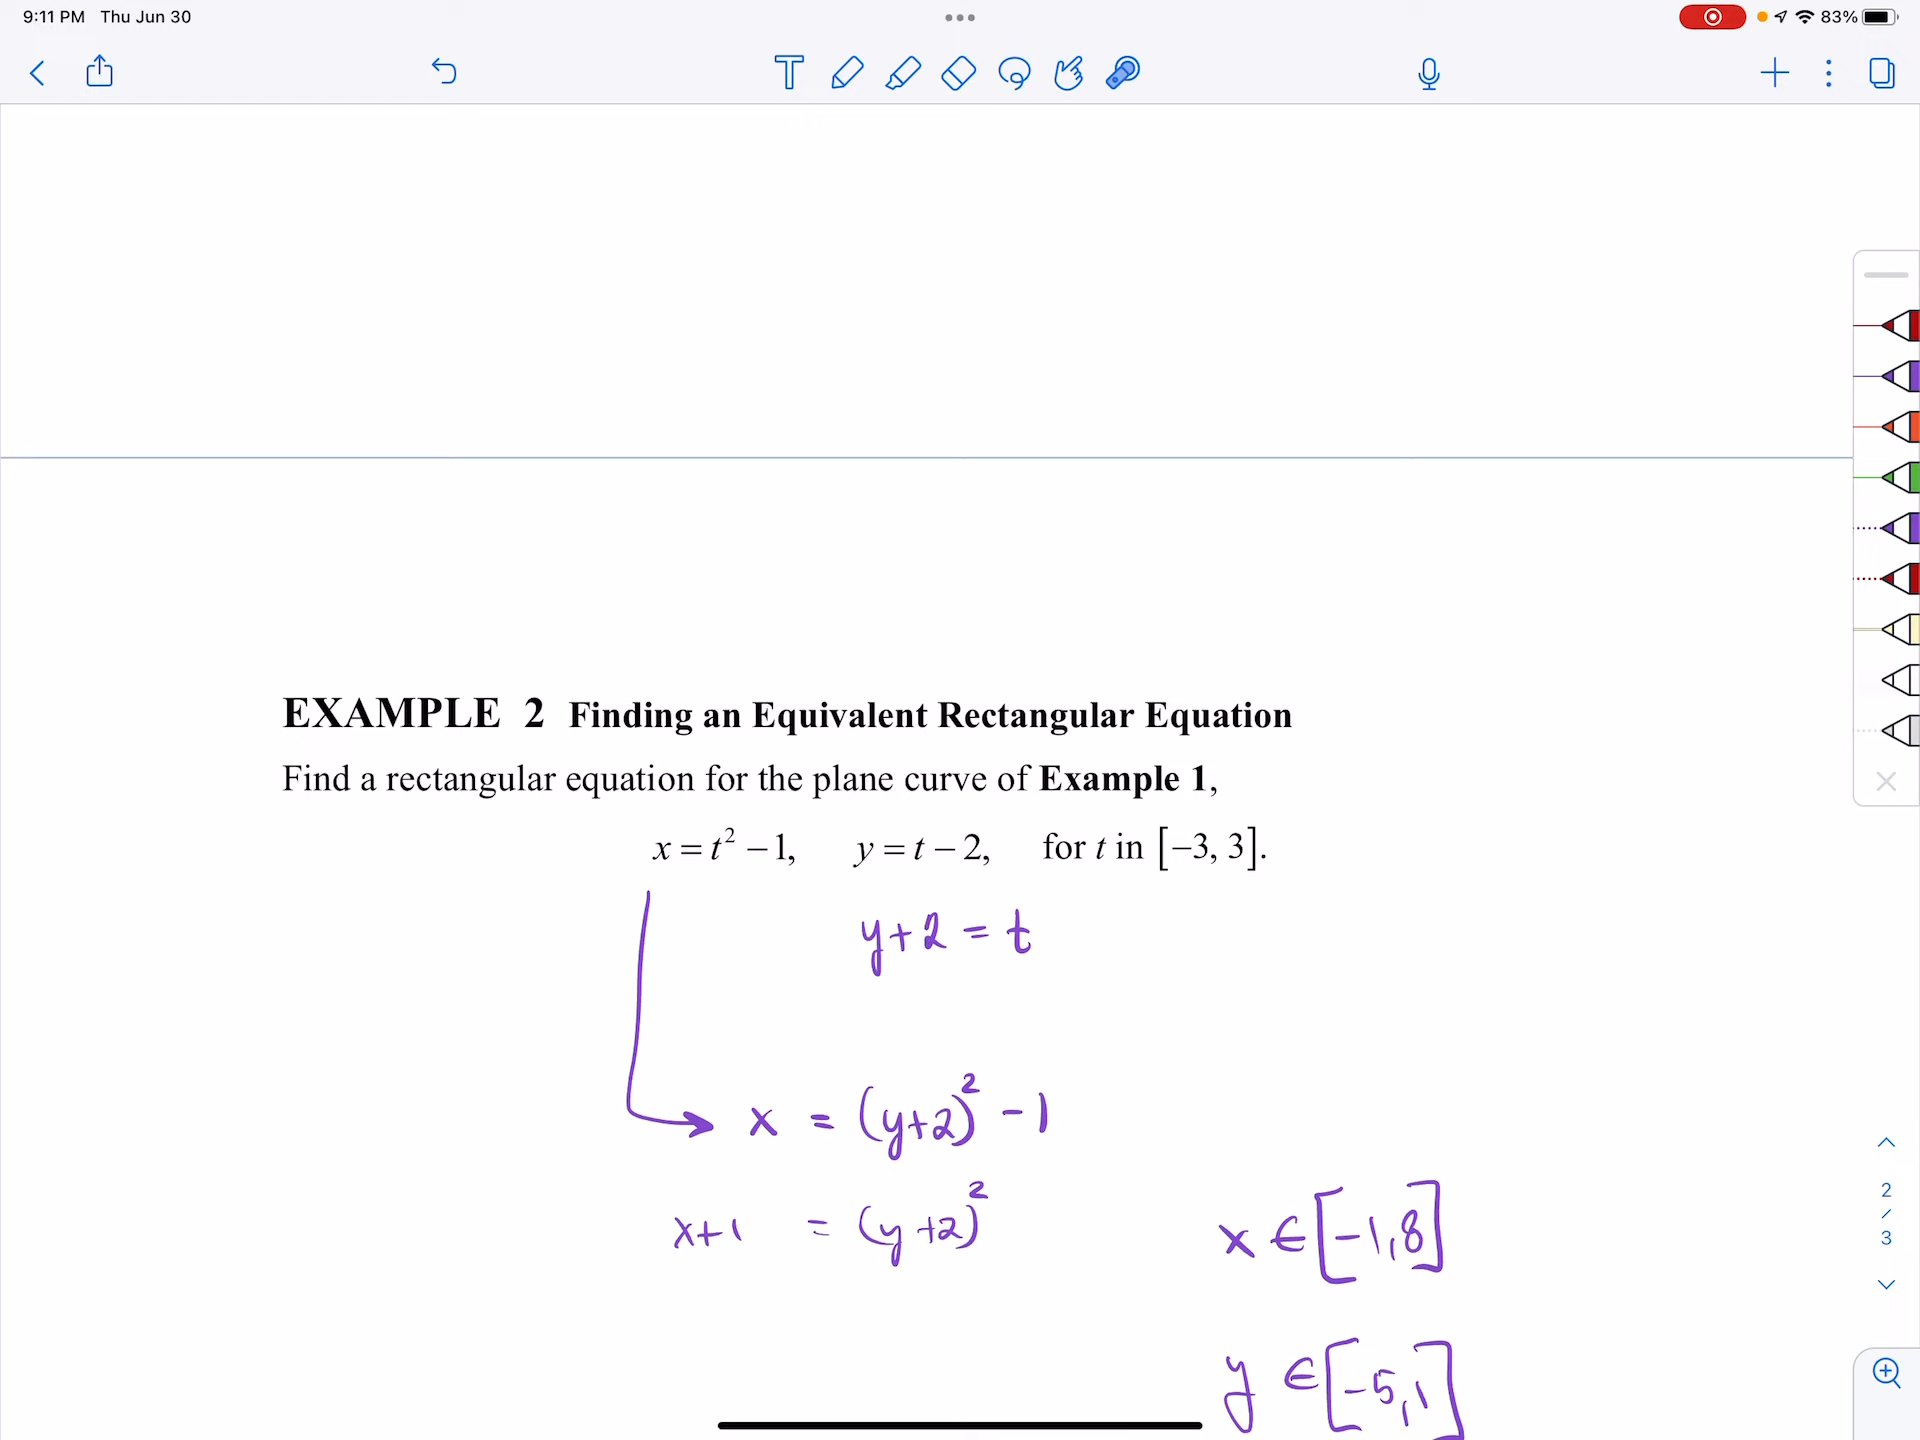 9:11 PM Thu Jun 30
83%
EXAMPLE 2 Finding an Equivalent Rectangular Equation
Find a rectangular equation for the plane curve of Example 1,
x = t² − 1, y = t − 2, for t in [−3, 3].
y+2 = t
x = (y+2)² − 1
x+1 = (y+2)²
x ∈ [−1, 8]
y ∈ [−5, 1]
2
/
3